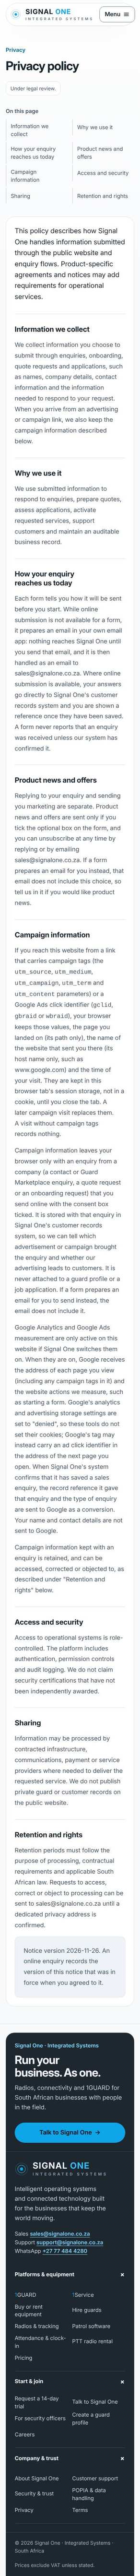 SIGNAL ONE
INTEGRATED SYSTEMS
Menu
Privacy
Privacy policy
Under legal review.
On this page
Information we
collect
Why we use it
How your enquiry
reaches us today
Product news and
offers
Campaign
information
Access and security
Sharing
Retention and rights
This policy describes how Signal
One handles information submitted
through the public website and
enquiry flows. Product-specific
agreements and notices may add
requirements for operational
services.
Information we collect
We collect information you choose to
submit through enquiries, onboarding,
quote requests and applications, such
as names, company details, contact
information and the information
needed to respond to your request.
When you arrive from an advertising
or campaign link, we also keep the
campaign information described
below.
Why we use it
We use submitted information to
respond to enquiries, prepare quotes,
assess applications, activate
requested services, support
customers and maintain an auditable
business record.
How your enquiry
reaches us today
Each form tells you how it will be sent
before you start. While online
submission is not available for a form,
it prepares an email in your own email
app: nothing reaches Signal One until
you send that email, and it is then
handled as an email to
sales@signalone.co.za. Where online
submission is available, your answers
go directly to Signal One's customer
records system and you are shown a
reference once they have been saved.
A form never reports that an enquiry
was received unless our system has
confirmed it.
Product news and offers
Replying to your enquiry and sending
you marketing are separate. Product
news and offers are sent only if you
tick the optional box on the form, and
you can unsubscribe at any time by
replying or by emailing
sales@signalone.co.za. If a form
prepares an email for you instead, that
email does not include this choice, so
tell us in it if you would like product
news.
Campaign information
If you reach this website from a link
that carries campaign tags (the
utm_source, utm_medium,
utm_campaign, utm_term and
utm_content parameters) or a
Google Ads click identifier (gclid,
gbraid or wbraid), your browser
keeps those values, the page you
landed on (its path only), the name of
the website that sent you there (its
host name only, such as
www.google.com) and the time of
your visit. They are kept in this
browser tab's session storage, not in a
cookie, until you close the tab. A
later campaign visit replaces them.
A visit without campaign tags
records nothing.
Campaign information leaves your
browser only with an enquiry from a
company (a contact or Guard
Marketplace enquiry, a quote request
or an onboarding request) that you
send online with the consent box
ticked. It is stored with that enquiry in
Signal One's customer records
system, so we can tell which
advertisement or campaign brought
the enquiry and whether our
advertising leads to customers. It is
never attached to a guard profile or a
job application. If a form prepares an
email for you to send instead, the
email does not include it.
Google Analytics and Google Ads
measurement are only active on this
website if Signal One switches them
on. When they are on, Google receives
the address of the page you view
(including any campaign tags in it) and
the website actions we measure, such
as starting a form. Google's analytics
and advertising storage settings are
set to "denied", so these tools do not
set their cookies; Google's tag may
instead carry an ad click identifier in
the address of the next page you
open. When Signal One's system
confirms that it has saved a sales
enquiry, the record reference it gave
that enquiry and the type of enquiry
are sent to Google as a conversion.
Your name and contact details are not
sent to Google.
Campaign information kept with an
enquiry is retained, and can be
accessed, corrected or objected to, as
described under "Retention and
rights" below.
Access and security
Access to operational systems is role-
controlled. The platform includes
authentication, permission controls
and audit logging. We do not claim
security certifications that have not
been independently awarded.
Sharing
Information may be processed by
contracted infrastructure,
communications, payment or service
providers where needed to deliver the
requested service. We do not publish
private guard or customer records on
the public website.
Retention and rights
Retention periods must follow the
purpose of processing, contractual
requirements and applicable South
African law. Requests to access,
correct or object to processing can be
sent to sales@signalone.co.za until a
dedicated privacy address is
confirmed.
Notice version 2026-11-26. An
online enquiry records the
version of this notice that was in
force when you agreed to it.
Signal One · Integrated Systems
Run your
business. As one.
Radios, connectivity and 1GUARD for
South African businesses with people
in the field.
Talk to Signal One →
SIGNAL ONE
INTEGRATED SYSTEMS
Intelligent operating systems
and connected technology built
for the businesses that keep the
world moving.
Sales sales@signalone.co.za
Support support@signalone.co.za
WhatsApp +27 77 484 4280
Platforms & equipment
1GUARD
1Service
Buy or rent
equipment
Hire guards
Radios & tracking
Patrol software
Attendance & clock-
in
PTT radio rental
Pricing
Start & join
Request a 14-day
trial
Talk to Signal One
For security officers
Create a guard
profile
Careers
Company & trust
About Signal One
Customer support
Security & trust
POPIA & data
handling
Privacy
Terms
© 2026 Signal One · Integrated Systems ·
South Africa
Prices exclude VAT unless stated.